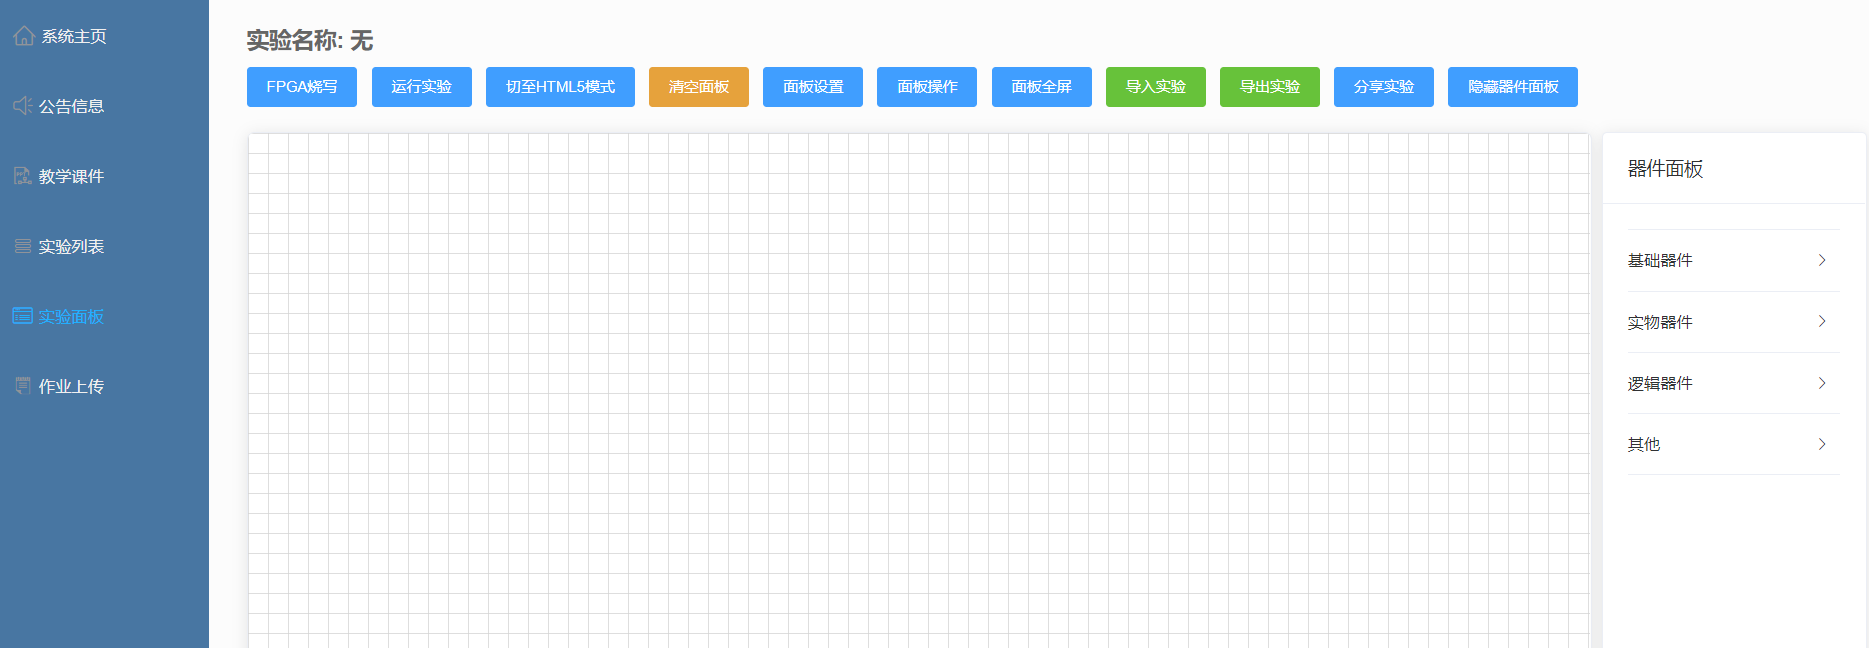 系统主页
公告信息
教学课件
实验列表
实验面板
作业上传
实验名称: 无
FPGA烧写 运行实验 切至HTML5模式 清空面板 面板设置 面板操作 面板全屏 导入实验 导出实验 分享实验 隐藏器件面板
器件面板
基础器件
实物器件
逻辑器件
其他